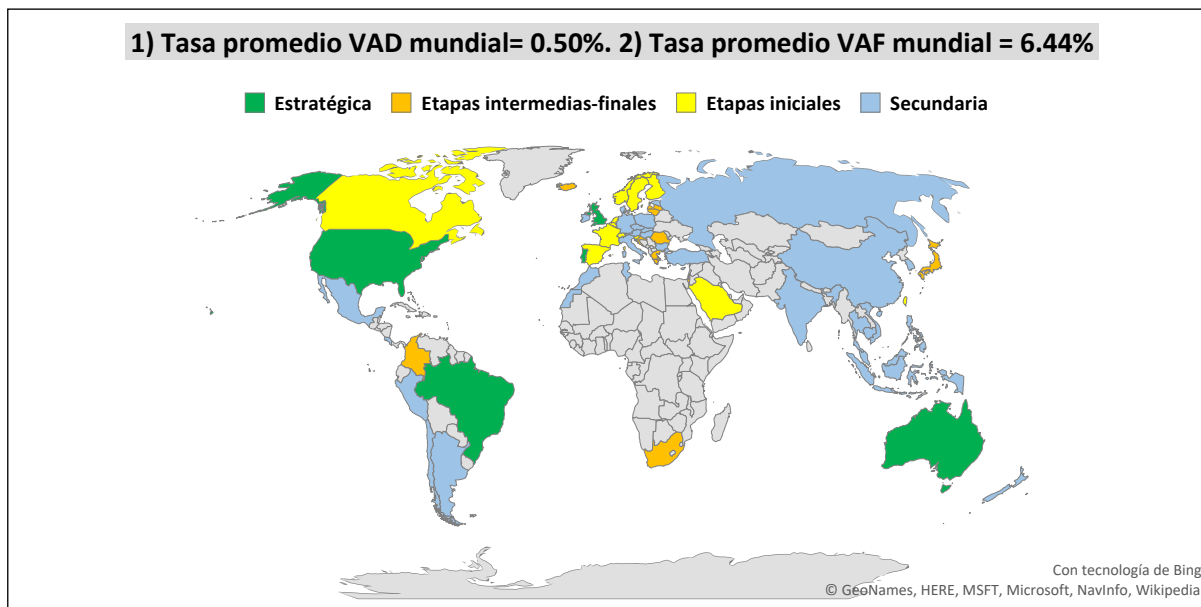 1) Tasa promedio VAD mundial= 0.50%. 2) Tasa promedio VAF mundial = 6.44%
Estratégica Etapas intermedias-finales Etapas iniciales Secundaria
Con tecnología de Bing
© GeoNames, HERE, MSFT, Microsoft, NavInfo, Wikipedia